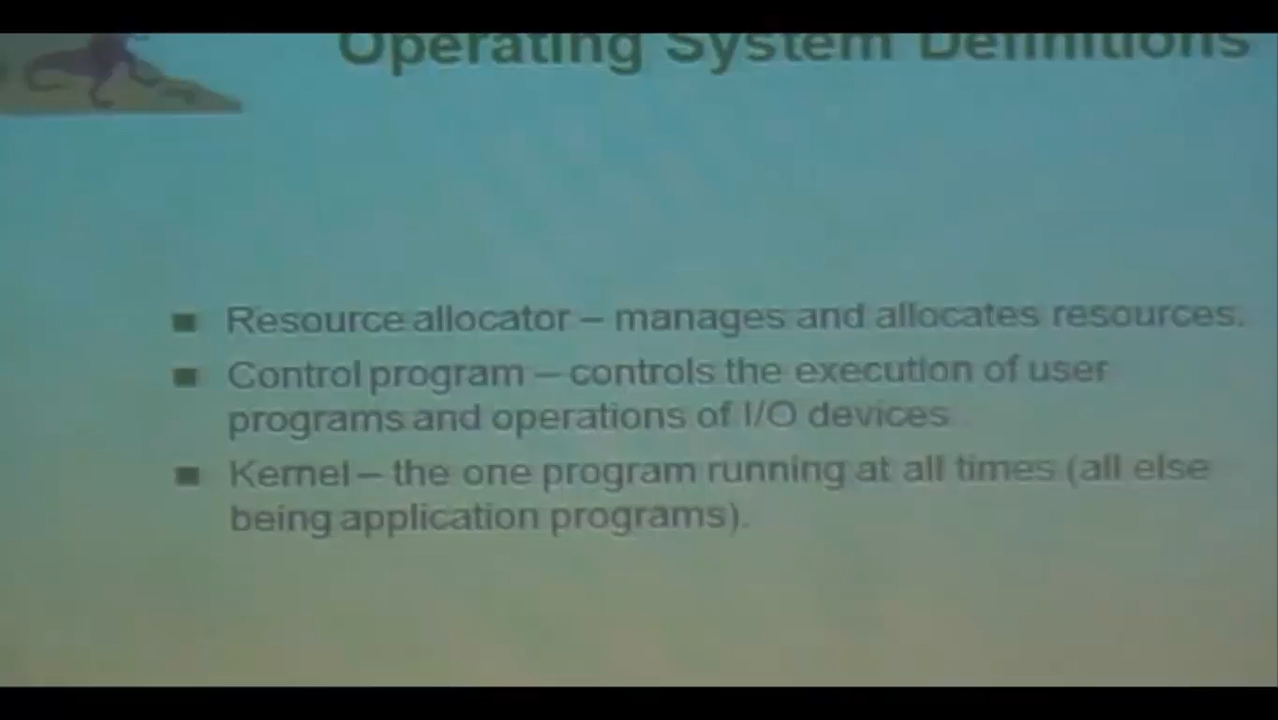 Operating System Definitions
■ Resource allocator – manages and allocates resources.
■ Control program – controls the execution of user
programs and operations of I/O devices
■ Kernel – the one program running at all times (all else
being application programs).